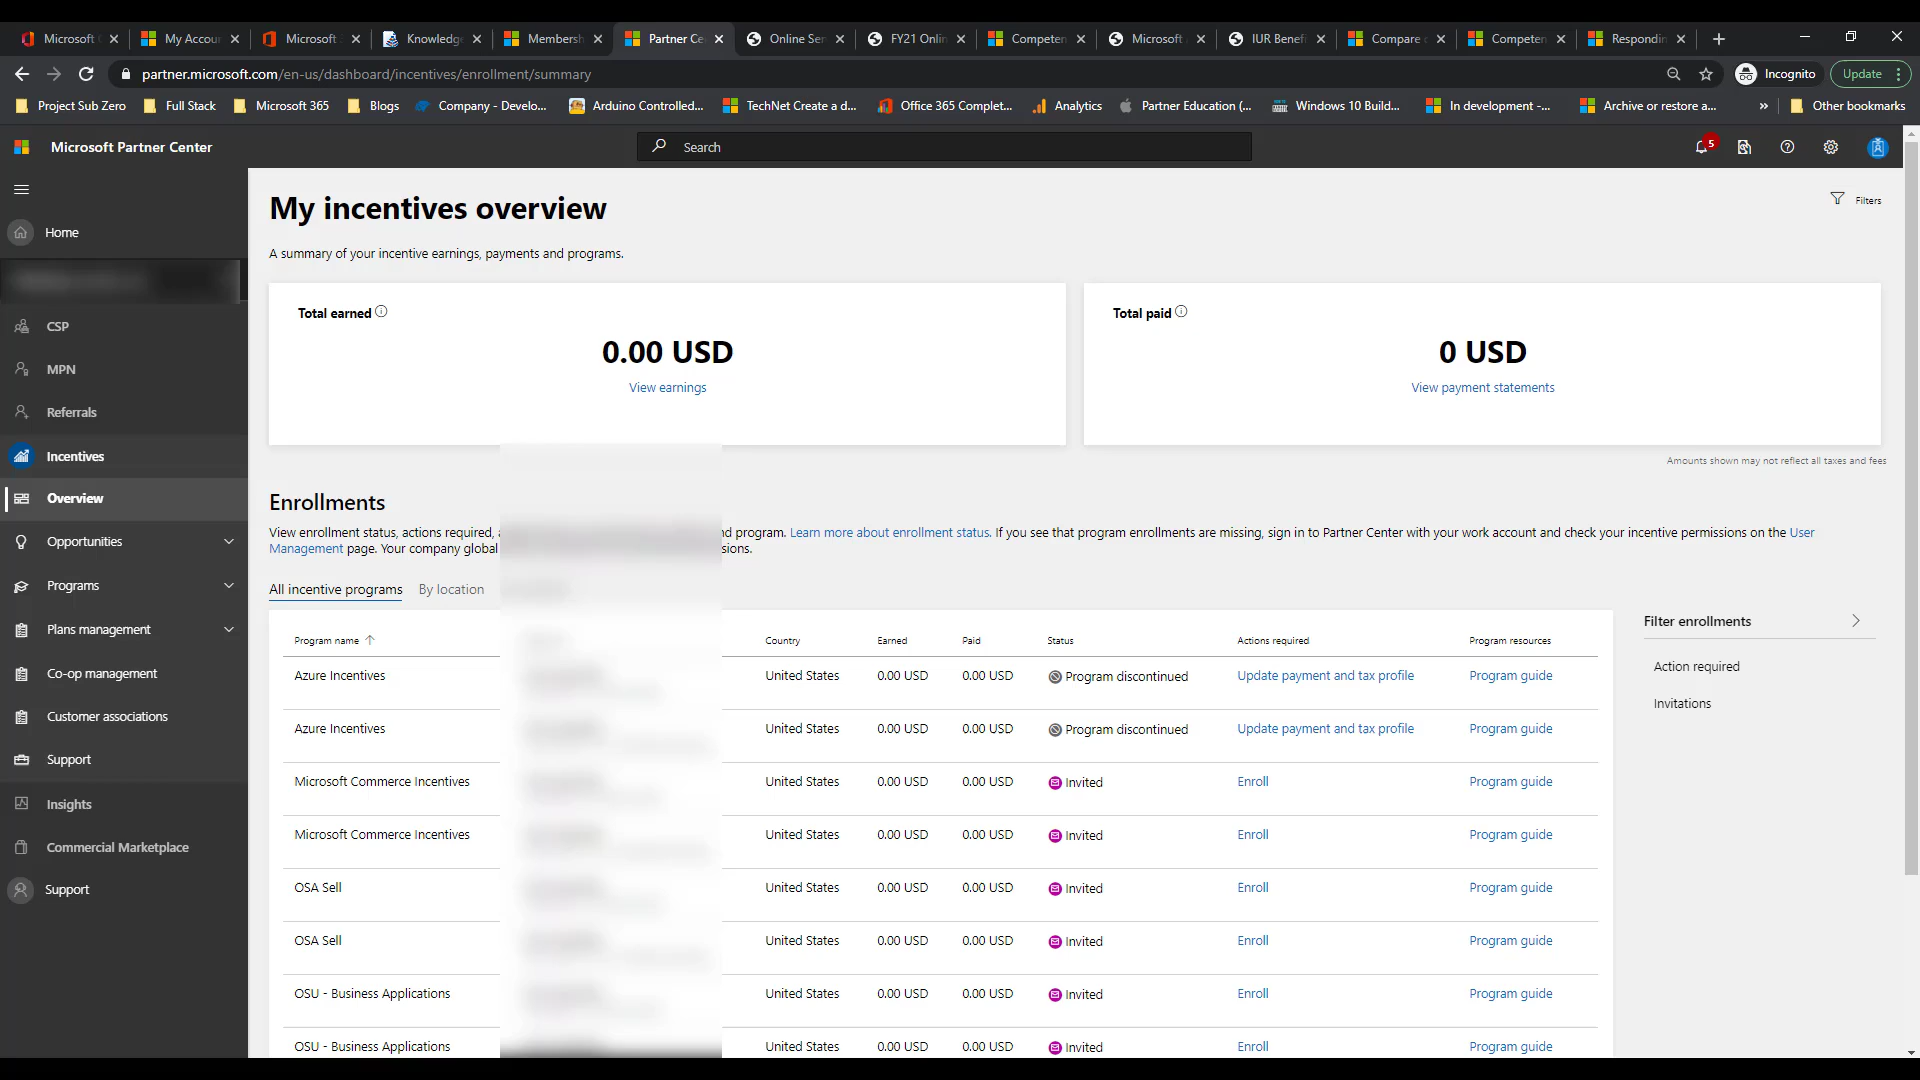 Microsoft
My Accou
Microsoft
Knowledg
Membersh
Partner Ce
Online Ser
FY21 Onli
Competen
Microsoft
IUR Benefi
Compare
Competen
Respondin
partner.microsoft.com/en-us/dashboard/incentives/enrollment/summary
Incognito
Update
Project Sub Zero
Full Stack
Microsoft 365
Blogs
Company - Develo...
Arduino Controlled...
TechNet Create a d...
Office 365 Complet...
Analytics
Partner Education (...
Windows 10 Build...
In development -...
Archive or restore a...
»
Other bookmarks
Microsoft Partner Center
Search
5
Home
CSP
MPN
Referrals
Incentives
Overview
Opportunities
Programs
Plans management
Co-op management
Customer associations
Support
Insights
Commercial Marketplace
Support
My incentives overview
Filters
A summary of your incentive earnings, payments and programs.
Total earned
0.00 USD
View earnings
Total paid
0 USD
View payment statements
Amounts shown may not reflect all taxes and fees
Enrollments
View enrollment status, actions required, nd program. Learn more about enrollment status. If you see that program enrollments are missing, sign in to Partner Center with your work account and check your incentive permissions on the User
Management page. Your company global sions.
All incentive programs By location
Program name Country Earned Paid Status Actions required Program resources
Azure Incentives United States 0.00 USD 0.00 USD Program discontinued Update payment and tax profile Program guide
Azure Incentives United States 0.00 USD 0.00 USD Program discontinued Update payment and tax profile Program guide
Microsoft Commerce Incentives United States 0.00 USD 0.00 USD Invited Enroll Program guide
Microsoft Commerce Incentives United States 0.00 USD 0.00 USD Invited Enroll Program guide
OSA Sell United States 0.00 USD 0.00 USD Invited Enroll Program guide
OSA Sell United States 0.00 USD 0.00 USD Invited Enroll Program guide
OSU - Business Applications United States 0.00 USD 0.00 USD Invited Enroll Program guide
OSU - Business Applications United States 0.00 USD 0.00 USD Invited Enroll Program guide
Filter enrollments
Action required
Invitations